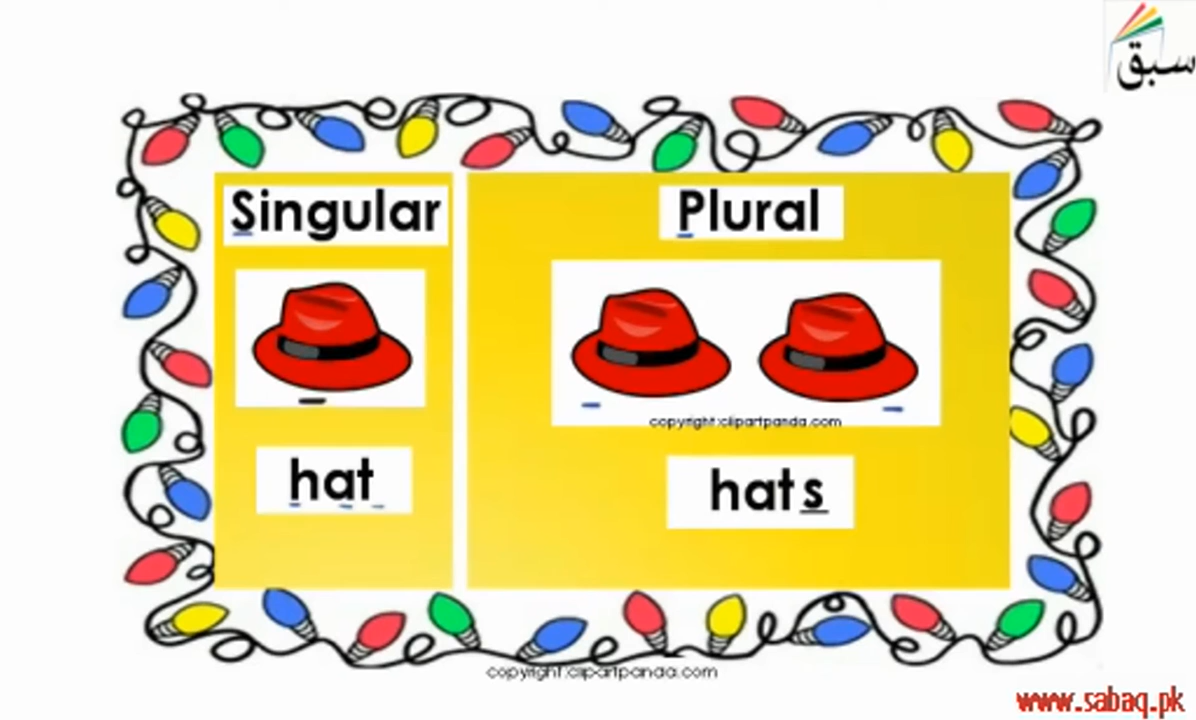 سبق
Singular
Plural
copyright:clipartpanda.com
hat
hats
copyright:clipartpanda.com
www.sabaq.pk